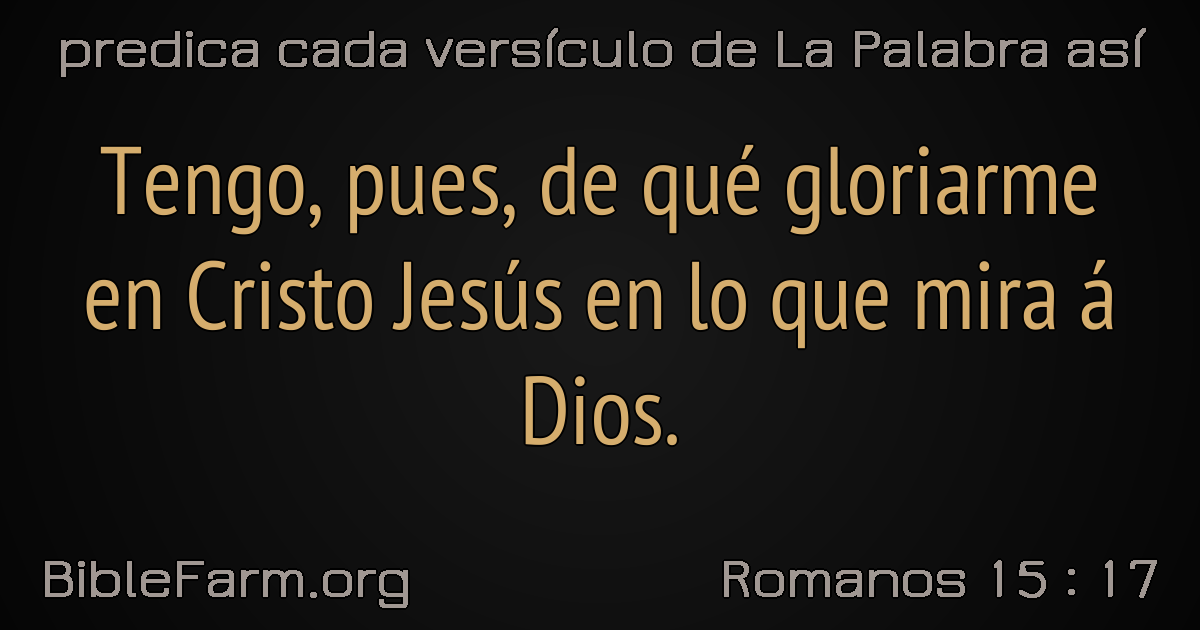 predica cada versículo de La Palabra así
Tengo, pues, de qué gloriarme
en Cristo Jesús en lo que mira á
Dios.
BibleFarm.org
Romanos 15 : 17